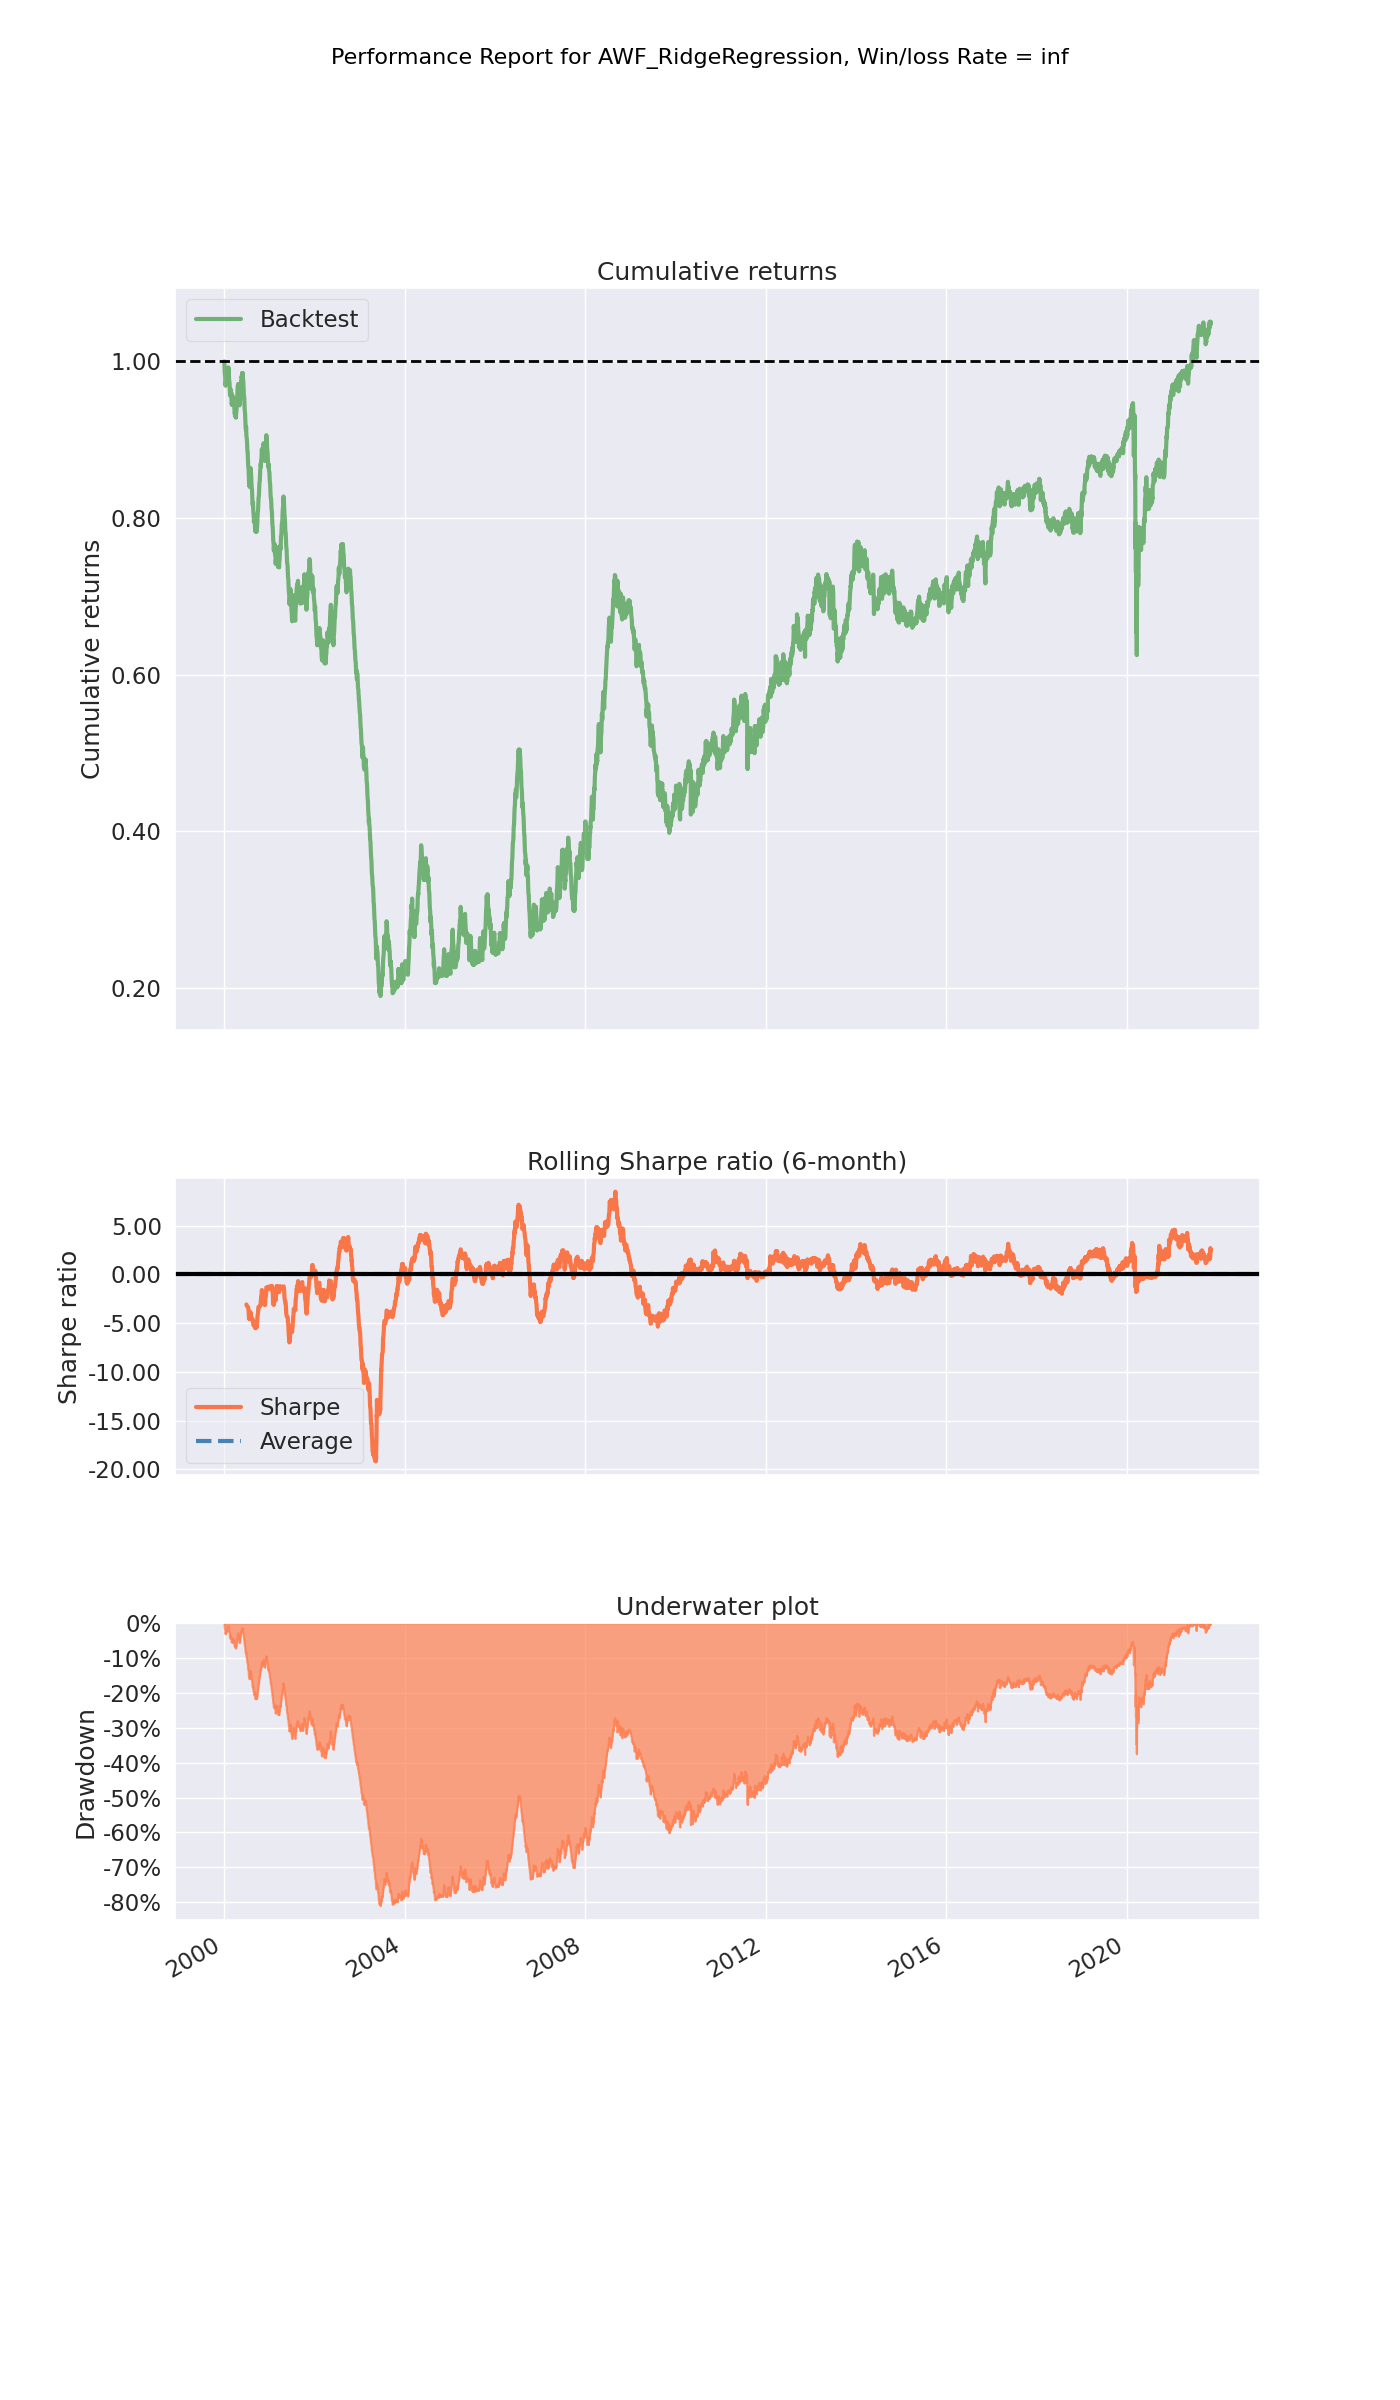 Performance Report for AWF_RidgeRegression, Win/loss Rate = inf
Cumulative returns
Backtest
1.00
0.80
0.60
0.40
0.20
Cumulative returns
Rolling Sharpe ratio (6-month)
5.00
0.00
-5.00
-10.00
-15.00
-20.00
Sharpe ratio
Sharpe
Average
Underwater plot
0%
-10%
-20%
-30%
-40%
-50%
-60%
-70%
-80%
Drawdown
2000
2004
2008
2012
2016
2020